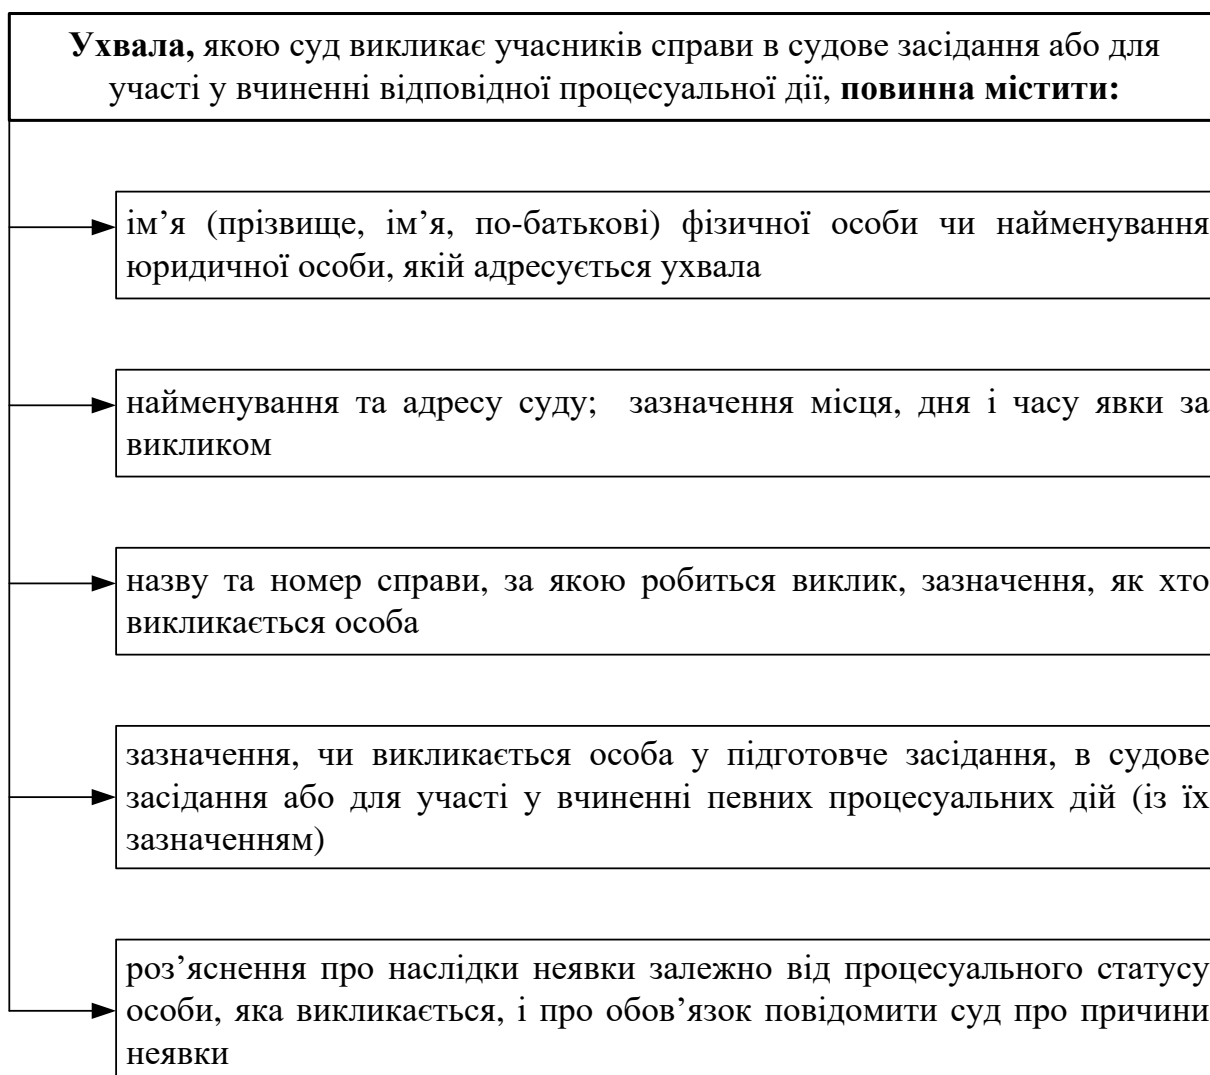 Ухвала, якою суд викликає учасників справи в судове засідання або для
участі у вчиненні відповідної процесуальної дії, повинна містити:
ім’я (прізвище, ім’я, по-батькові) фізичної особи чи найменування
юридичної особи, якій адресується ухвала
найменування та адресу суду; зазначення місця, дня і часу явки за
викликом
назву та номер справи, за якою робиться виклик, зазначення, як хто
викликається особа
зазначення, чи викликається особа у підготовче засідання, в судове
засідання або для участі у вчиненні певних процесуальних дій (із їх
зазначенням)
роз’яснення про наслідки неявки залежно від процесуального статусу
особи, яка викликається, і про обов’язок повідомити суд про причини
неявки